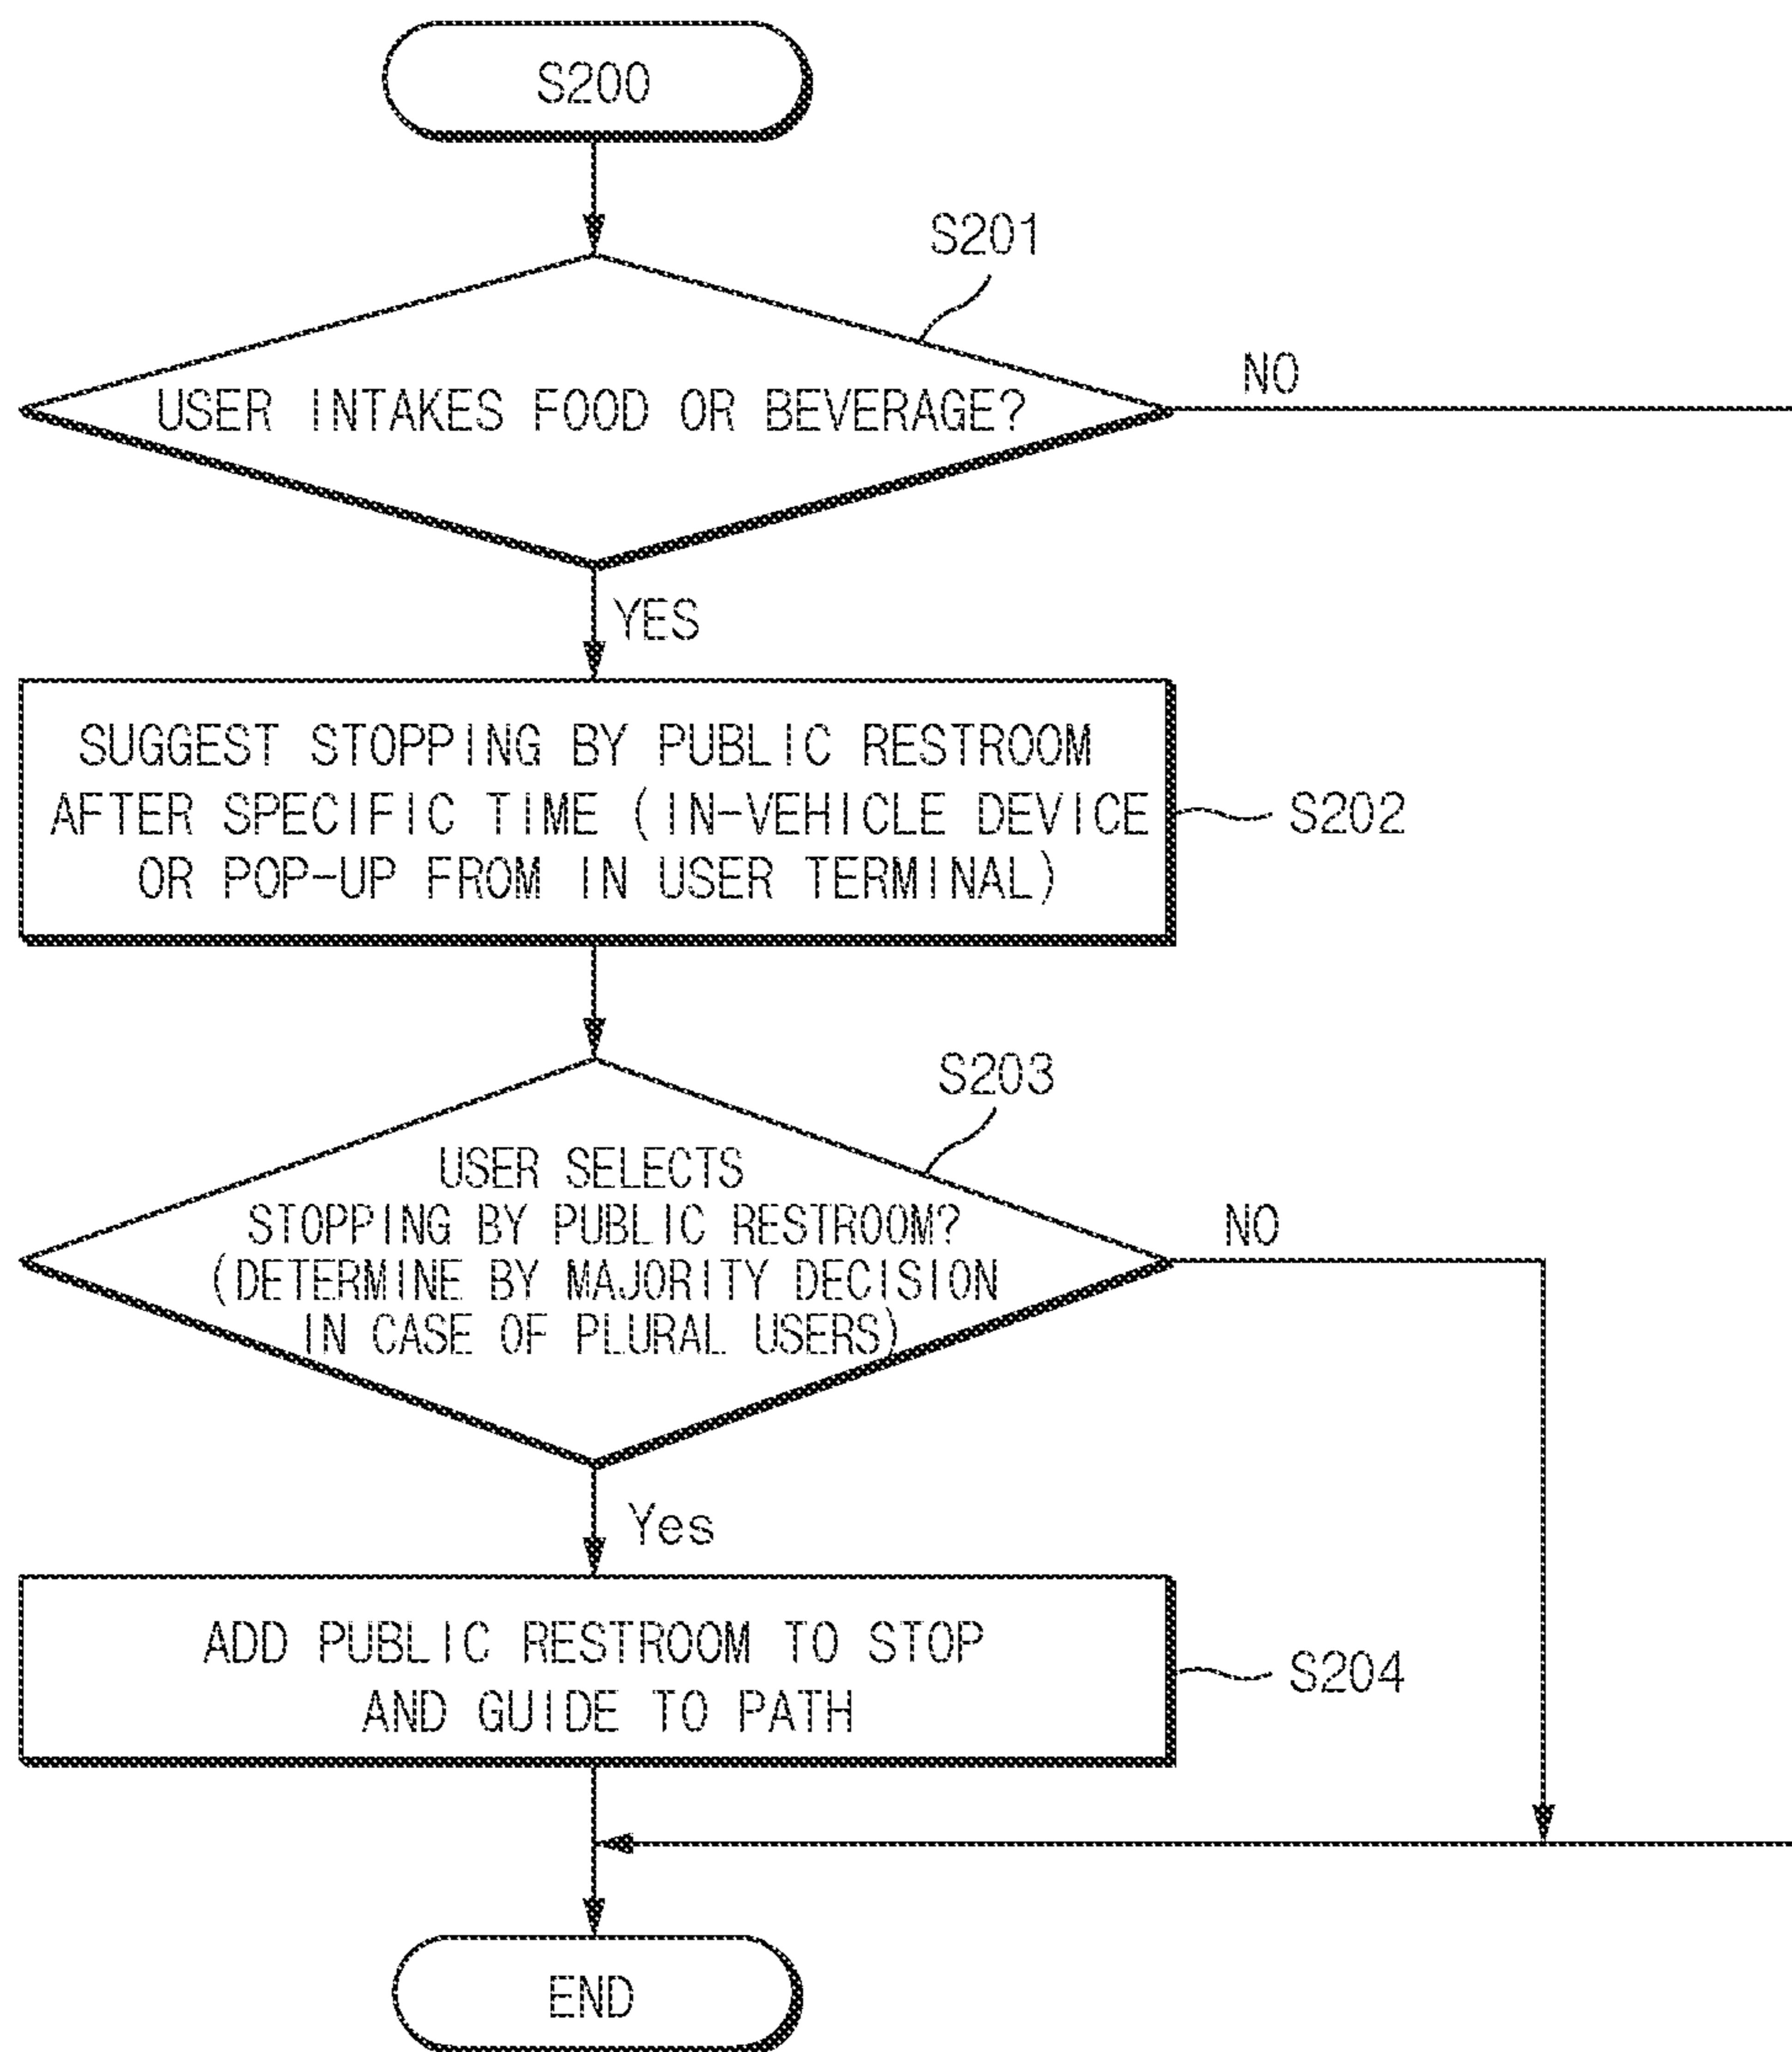 S200
S201
USER INTAKES FOOD OR BEVERAGE?
NO
YES
SUGGEST STOPPING BY PUBLIC RESTROOM
AFTER SPECIFIC TIME (IN-VEHICLE DEVICE
OR POP-UP FROM IN USER TERMINAL)
S202
S203
USER SELECTS
STOPPING BY PUBLIC RESTROOM?
(DETERMINE BY MAJORITY DECISION
IN CASE OF PLURAL USERS)
NO
Yes
ADD PUBLIC RESTROOM TO STOP
AND GUIDE TO PATH
S204
END